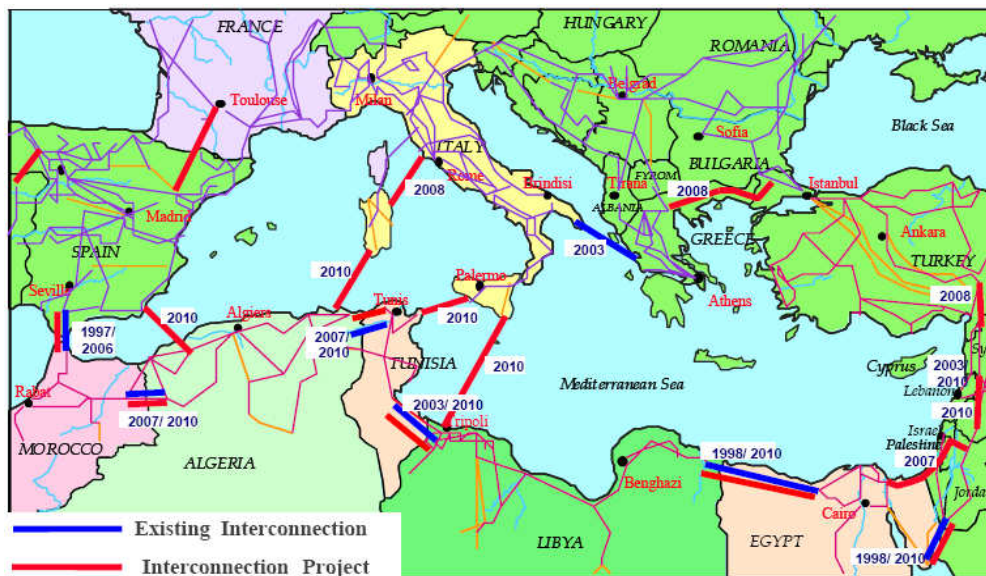 FRANCE
HUNGARY
ROMANIA
Milan
Belgrad
Toulouse
Black Sea
Sofia
ITALY
BULGARIA
Rome
2008
Brindisi
Tirana
FYROM
2008
Istanbul
ALBANIA
Madrid
Ankara
GREECE
SPAIN
2003
TURKEY
2010
Palermo
Athens
Sevill
2008
Algiers
Tunis
2010
2010
1997/
2006
2007/
2010
TUNISIA
2010
Cyprus
Sy
2003/
2010
Mediterranean Sea
Lebanon
Rabat
2003/ 2010
2010
2007/ 2010
Tripoli
Israel
Palestine
MOROCCO
ALGERIA
1998/ 2010
2007
Benghazi
Jorda
Cairo
Existing Interconnection
LIBYA
EGYPT
1998/ 2010
Interconnection Project